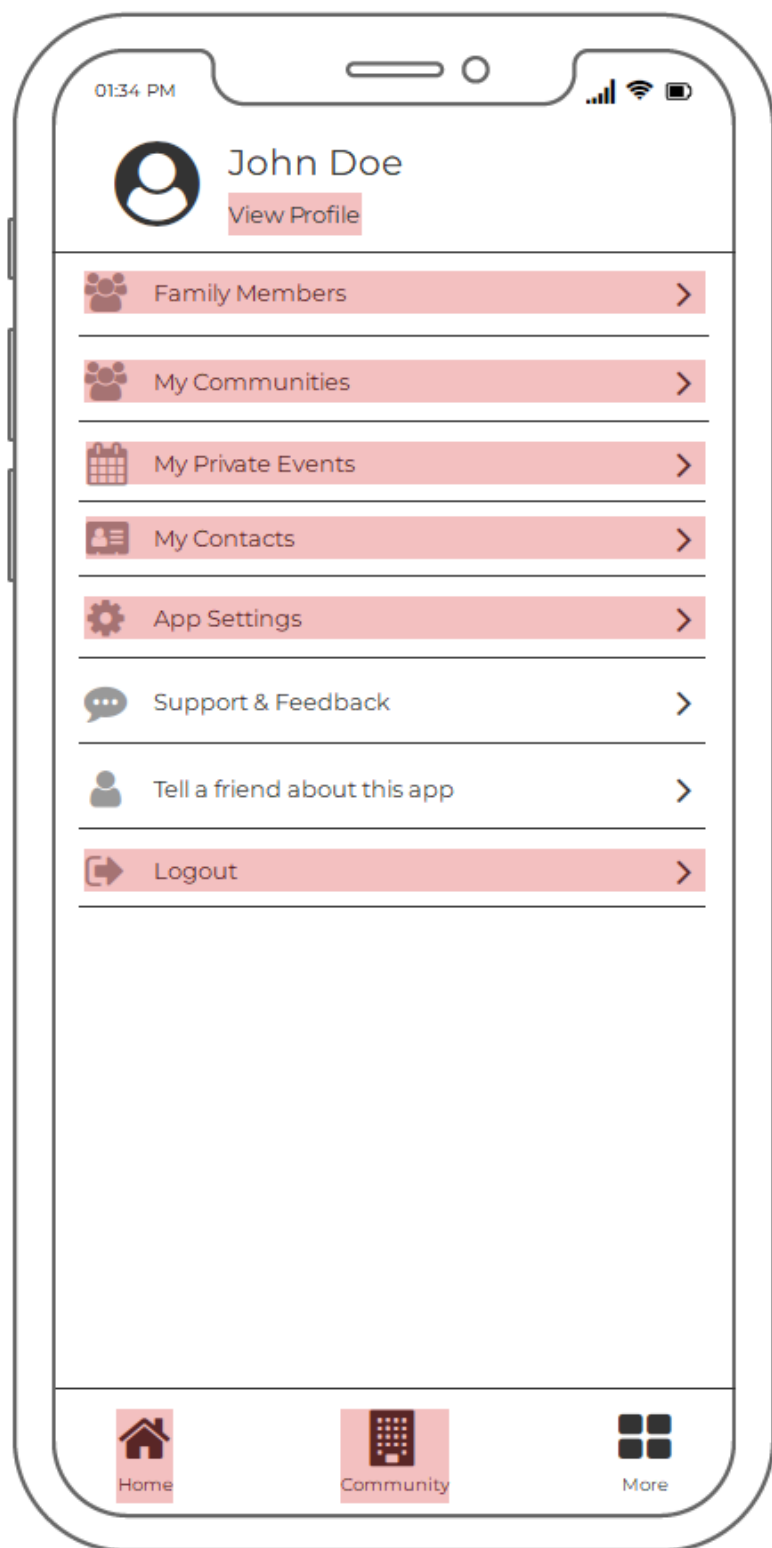 01:34 PM
John Doe
View Profile
Family Members
My Communities
My Private Events
My Contacts
App Settings
Support & Feedback
Tell a friend about this app
Logout
Home
Community
More